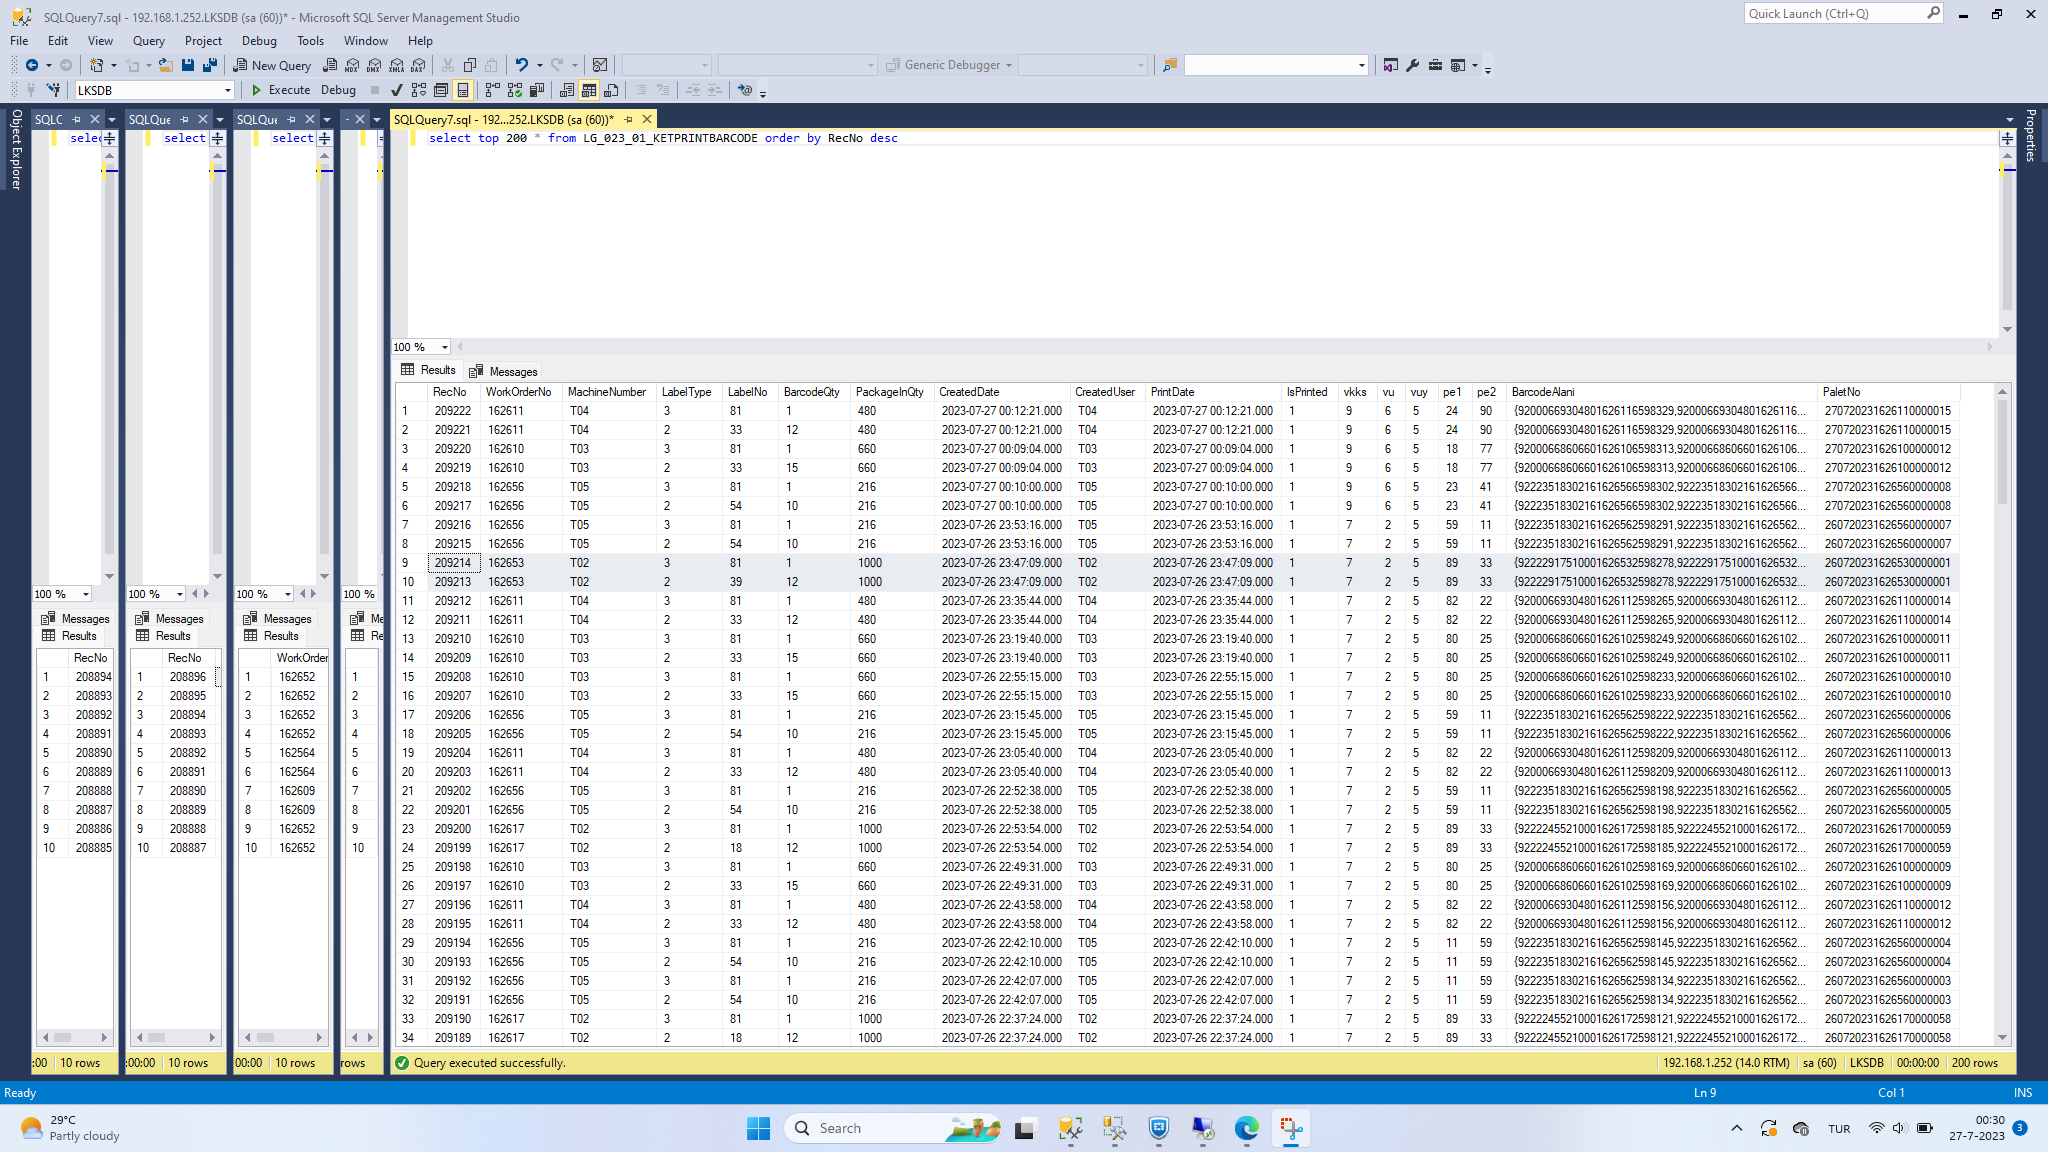 SQLQuery7.sql - 192.168.1.252.LKSDB (sa (60))* - Microsoft SQL Server Management Studio
Quick Launch (Ctrl+Q)
File Edit View Query Project Debug Tools Window Help
New Query MDX DMX XMLA DAX Generic Debugger
LKSDB Execute Debug
Object Explorer
SQLC SQLQue SQLQue SQLQuery7.sql - 192...252.LKSDB (sa (60))*
Properties
selec select select select top 200 * from LG_023_01_KETPRINTBARCODE order by RecNo desc
100 %
Results Messages
RecNo WorkOrderNo MachineNumber LabelType LabelNo BarcodeQty PackageInQty CreatedDate CreatedUser PrintDate IsPrinted vkks vu vuy pe1 pe2 BarcodeAlani PaletNo
1 209222 162611 T04 3 81 1 480 2023-07-27 00:12:21.000 T04 2023-07-27 00:12:21.000 1 9 6 5 24 90 {92000669304801626116598329,92000669304801626116... 270720231626110000015
2 209221 162611 T04 2 33 12 480 2023-07-27 00:12:21.000 T04 2023-07-27 00:12:21.000 1 9 6 5 24 90 {92000669304801626116598329,92000669304801626116... 270720231626110000015
3 209220 162610 T03 3 81 1 660 2023-07-27 00:09:04.000 T03 2023-07-27 00:09:04.000 1 9 6 5 18 77 {92000668606601626106598313,92000668606601626106... 270720231626100000012
4 209219 162610 T03 2 33 15 660 2023-07-27 00:09:04.000 T03 2023-07-27 00:09:04.000 1 9 6 5 18 77 {92000668606601626106598313,92000668606601626106... 270720231626100000012
5 209218 162656 T05 3 81 1 216 2023-07-27 00:10:00.000 T05 2023-07-27 00:10:00.000 1 9 6 5 23 41 {92223518302161626566598302,92223518302161626566... 270720231626560000008
6 209217 162656 T05 2 54 10 216 2023-07-27 00:10:00.000 T05 2023-07-27 00:10:00.000 1 9 6 5 23 41 {92223518302161626566598302,92223518302161626566... 270720231626560000008
7 209216 162656 T05 3 81 1 216 2023-07-26 23:53:16.000 T05 2023-07-26 23:53:16.000 1 7 2 5 59 11 {92223518302161626562598291,92223518302161626562... 260720231626560000007
8 209215 162656 T05 2 54 10 216 2023-07-26 23:53:16.000 T05 2023-07-26 23:53:16.000 1 7 2 5 59 11 {92223518302161626562598291,92223518302161626562... 260720231626560000007
9 209214 162653 T02 3 81 1 1000 2023-07-26 23:47:09.000 T02 2023-07-26 23:47:09.000 1 7 2 5 89 33 {92222917510001626532598278,92222917510001626532... 260720231626530000001
10 209213 162653 T02 2 39 12 1000 2023-07-26 23:47:09.000 T02 2023-07-26 23:47:09.000 1 7 2 5 89 33 {92222917510001626532598278,92222917510001626532... 260720231626530000001
11 209212 162611 T04 3 81 1 480 2023-07-26 23:35:44.000 T04 2023-07-26 23:35:44.000 1 7 2 5 82 22 {92000669304801626112598265,92000669304801626112... 260720231626110000014
12 209211 162611 T04 2 33 12 480 2023-07-26 23:35:44.000 T04 2023-07-26 23:35:44.000 1 7 2 5 82 22 {92000669304801626112598265,92000669304801626112... 260720231626110000014
13 209210 162610 T03 3 81 1 660 2023-07-26 23:19:40.000 T03 2023-07-26 23:19:40.000 1 7 2 5 80 25 {92000668606601626102598249,92000668606601626102... 260720231626100000011
14 209209 162610 T03 2 33 15 660 2023-07-26 23:19:40.000 T03 2023-07-26 23:19:40.000 1 7 2 5 80 25 {92000668606601626102598249,92000668606601626102... 260720231626100000011
15 209208 162610 T03 3 81 1 660 2023-07-26 22:55:15.000 T03 2023-07-26 22:55:15.000 1 7 2 5 80 25 {92000668606601626102598233,92000668606601626102... 260720231626100000010
16 209207 162610 T03 2 33 15 660 2023-07-26 22:55:15.000 T03 2023-07-26 22:55:15.000 1 7 2 5 80 25 {92000668606601626102598233,92000668606601626102... 260720231626100000010
17 209206 162656 T05 3 81 1 216 2023-07-26 23:15:45.000 T05 2023-07-26 23:15:45.000 1 7 2 5 59 11 {92223518302161626562598222,92223518302161626562... 260720231626560000006
18 209205 162656 T05 2 54 10 216 2023-07-26 23:15:45.000 T05 2023-07-26 23:15:45.000 1 7 2 5 59 11 {92223518302161626562598222,92223518302161626562... 260720231626560000006
19 209204 162611 T04 3 81 1 480 2023-07-26 23:05:40.000 T04 2023-07-26 23:05:40.000 1 7 2 5 82 22 {92000669304801626112598209,92000669304801626112... 260720231626110000013
20 209203 162611 T04 2 33 12 480 2023-07-26 23:05:40.000 T04 2023-07-26 23:05:40.000 1 7 2 5 82 22 {92000669304801626112598209,92000669304801626112... 260720231626110000013
21 209202 162656 T05 3 81 1 216 2023-07-26 22:52:38.000 T05 2023-07-26 22:52:38.000 1 7 2 5 59 11 {92223518302161626562598198,92223518302161626562... 260720231626560000005
22 209201 162656 T05 2 54 10 216 2023-07-26 22:52:38.000 T05 2023-07-26 22:52:38.000 1 7 2 5 59 11 {92223518302161626562598198,92223518302161626562... 260720231626560000005
23 209200 162617 T02 3 81 1 1000 2023-07-26 22:53:54.000 T02 2023-07-26 22:53:54.000 1 7 2 5 89 33 {92222455210001626172598185,92222455210001626172... 260720231626170000059
24 209199 162617 T02 2 18 12 1000 2023-07-26 22:53:54.000 T02 2023-07-26 22:53:54.000 1 7 2 5 89 33 {92222455210001626172598185,92222455210001626172... 260720231626170000059
25 209198 162610 T03 3 81 1 660 2023-07-26 22:49:31.000 T03 2023-07-26 22:49:31.000 1 7 2 5 80 25 {92000668606601626102598169,92000668606601626102... 260720231626100000009
26 209197 162610 T03 2 33 15 660 2023-07-26 22:49:31.000 T03 2023-07-26 22:49:31.000 1 7 2 5 80 25 {92000668606601626102598169,92000668606601626102... 260720231626100000009
27 209196 162611 T04 3 81 1 480 2023-07-26 22:43:58.000 T04 2023-07-26 22:43:58.000 1 7 2 5 82 22 {92000669304801626112598156,92000669304801626112... 260720231626110000012
28 209195 162611 T04 2 33 12 480 2023-07-26 22:43:58.000 T04 2023-07-26 22:43:58.000 1 7 2 5 82 22 {92000669304801626112598156,92000669304801626112... 260720231626110000012
29 209194 162656 T05 3 81 1 216 2023-07-26 22:42:10.000 T05 2023-07-26 22:42:10.000 1 7 2 5 11 59 {92223518302161626562598145,92223518302161626562... 260720231626560000004
30 209193 162656 T05 2 54 10 216 2023-07-26 22:42:10.000 T05 2023-07-26 22:42:10.000 1 7 2 5 11 59 {92223518302161626562598145,92223518302161626562... 260720231626560000004
31 209192 162656 T05 3 81 1 216 2023-07-26 22:42:07.000 T05 2023-07-26 22:42:07.000 1 7 2 5 11 59 {92223518302161626562598134,92223518302161626562... 260720231626560000003
32 209191 162656 T05 2 54 10 216 2023-07-26 22:42:07.000 T05 2023-07-26 22:42:07.000 1 7 2 5 11 59 {92223518302161626562598134,92223518302161626562... 260720231626560000003
33 209190 162617 T02 3 81 1 1000 2023-07-26 22:37:24.000 T02 2023-07-26 22:37:24.000 1 7 2 5 89 33 {92222455210001626172598121,92222455210001626172... 260720231626170000058
34 209189 162617 T02 2 18 12 1000 2023-07-26 22:37:24.000 T02 2023-07-26 22:37:24.000 1 7 2 5 89 33 {92222455210001626172598121,92222455210001626172... 260720231626170000058
100 % 100 % 100 % 100 %
Messages Messages Messages Me
Results Results Results Re
RecNo RecNo WorkOrder
1 208894 1 208896 1 162652 1
2 208893 2 208895 2 162652 2
3 208892 3 208894 3 162652 3
4 208891 4 208893 4 162652 4
5 208890 5 208892 5 162564 5
6 208889 6 208891 6 162564 6
7 208888 7 208890 7 162609 7
8 208887 8 208889 8 162609 8
9 208886 9 208888 9 162652 9
10 208885 10 208887 10 162652 10
:00 10 rows :00:00 10 rows 00:00 10 rows rows Query executed successfully. 192.168.1.252 (14.0 RTM) sa (60) LKSDB 00:00:00 200 rows
Ready Ln 9 Col 1 INS
29°C
Partly cloudy
Search
TUR
00:30
27-7-2023
3